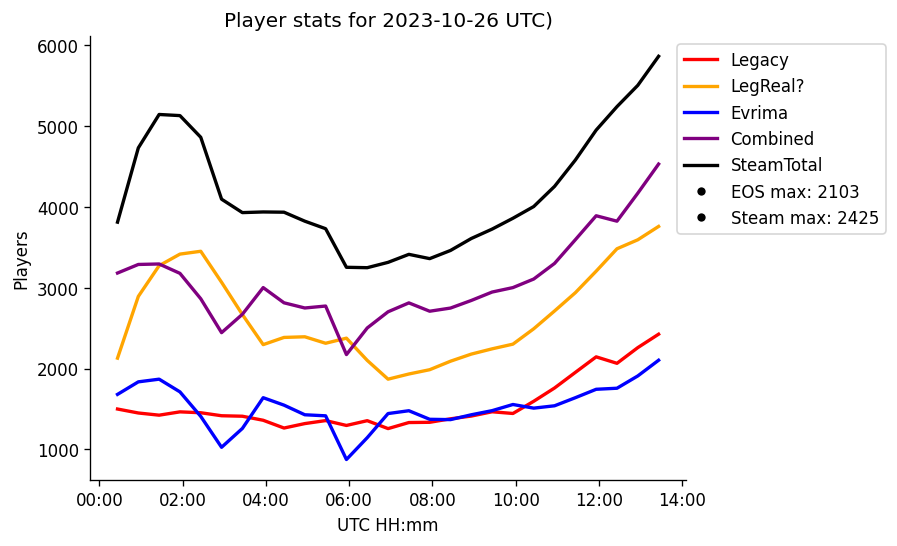 Player stats for 2023-10-26 UTC)
6000
5000
4000
3000
2000
1000
Players
00:00 02:00 04:00 06:00 08:00 10:00 12:00 14:00
UTC HH:mm
Legacy
LegReal?
Evrima
Combined
SteamTotal
EOS max: 2103
Steam max: 2425